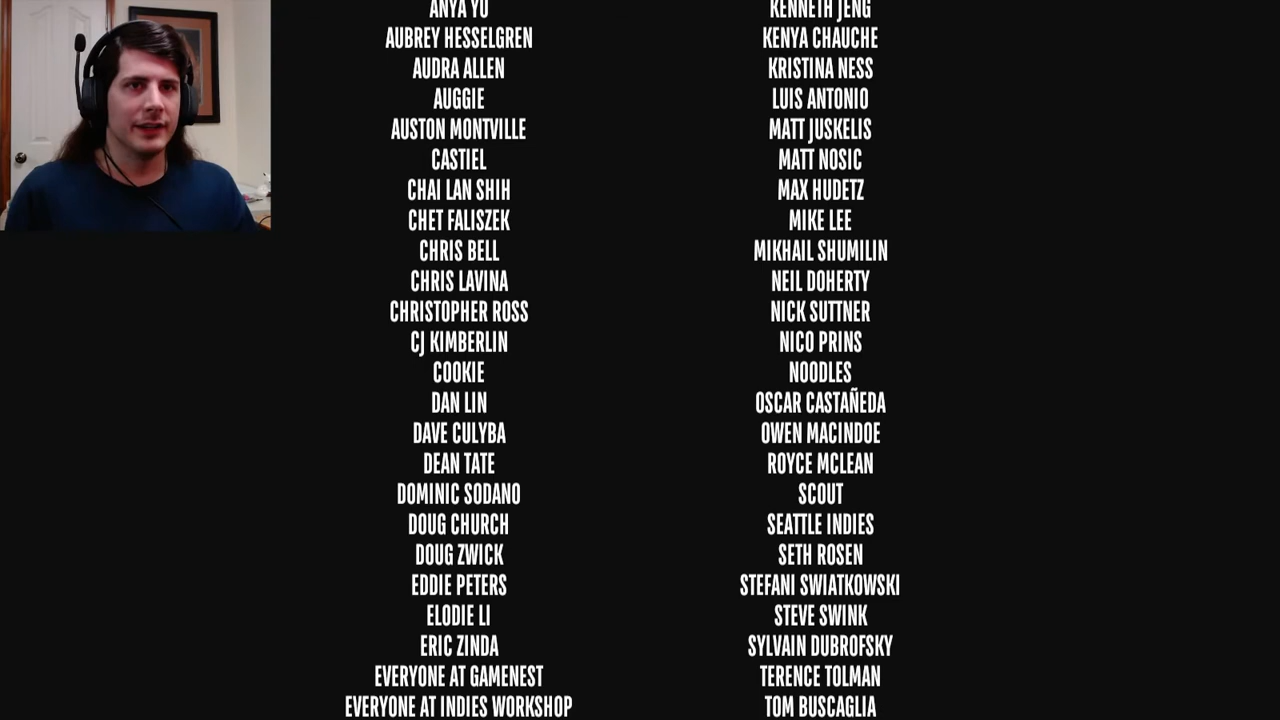 ANYA YU
AUBREY HESSELGREN
AUDRA ALLEN
AUGGIE
AUSTON MONTVILLE
CASTIEL
CHAI LAN SHIH
CHET FALISZEK
CHRIS BELL
CHRIS LAVINA
CHRISTOPHER ROSS
CJ KIMBERLIN
COOKIE
DAN LIN
DAVE CULYBA
DEAN TATE
DOMINIC SODANO
DOUG CHURCH
DOUG ZWICK
EDDIE PETERS
ELODIE LI
ERIC ZINDA
EVERYONE AT GAMENEST
EVERYONE AT INDIES WORKSHOP
KENNETH JENG
KENYA CHAUCHE
KRISTINA NESS
LUIS ANTONIO
MATT JUSKELIS
MATT NOSIC
MAX HUDETZ
MIKE LEE
MIKHAIL SHUMILIN
NEIL DOHERTY
NICK SUTTNER
NICO PRINS
NOODLES
OSCAR CASTAÑEDA
OWEN MACINDOE
ROYCE MCLEAN
SCOUT
SEATTLE INDIES
SETH ROSEN
STEFANI SWIATKOWSKI
STEVE SWINK
SYLVAIN DUBROFSKY
TERENCE TOLMAN
TOM BUSCAGLIA